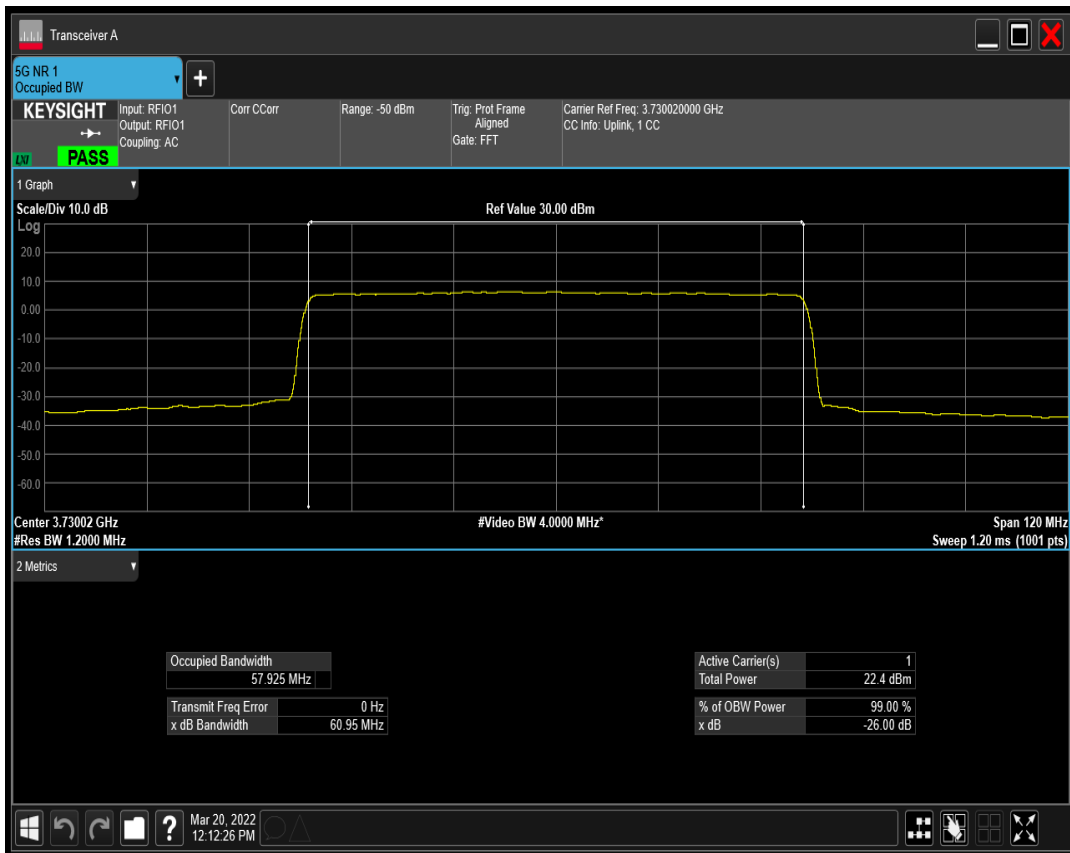 Transceiver A
5G NR 1
Occupied BW
+
KEYSIGHT
LXI
PASS
Input: RFIO1
Output: RFIO1
Coupling: AC
Corr CCorr
Range: -50 dBm
Trig: Prot Frame
Aligned
Gate: FFT
Carrier Ref Freq: 3.730020000 GHz
CC Info: Uplink, 1 CC
1 Graph
Scale/Div 10.0 dB
Ref Value 30.00 dBm
Log
20.0
10.0
0.00
-10.0
-20.0
-30.0
-40.0
-50.0
-60.0
Center 3.73002 GHz
#Video BW 4.0000 MHz*
Span 120 MHz
#Res BW 1.2000 MHz
Sweep 1.20 ms (1001 pts)
2 Metrics
Occupied Bandwidth
57.925 MHz
Transmit Freq Error 0 Hz
x dB Bandwidth 60.95 MHz
Active Carrier(s) 1
Total Power 22.4 dBm
% of OBW Power 99.00 %
x dB -26.00 dB
?
Mar 20, 2022
12:12:26 PM